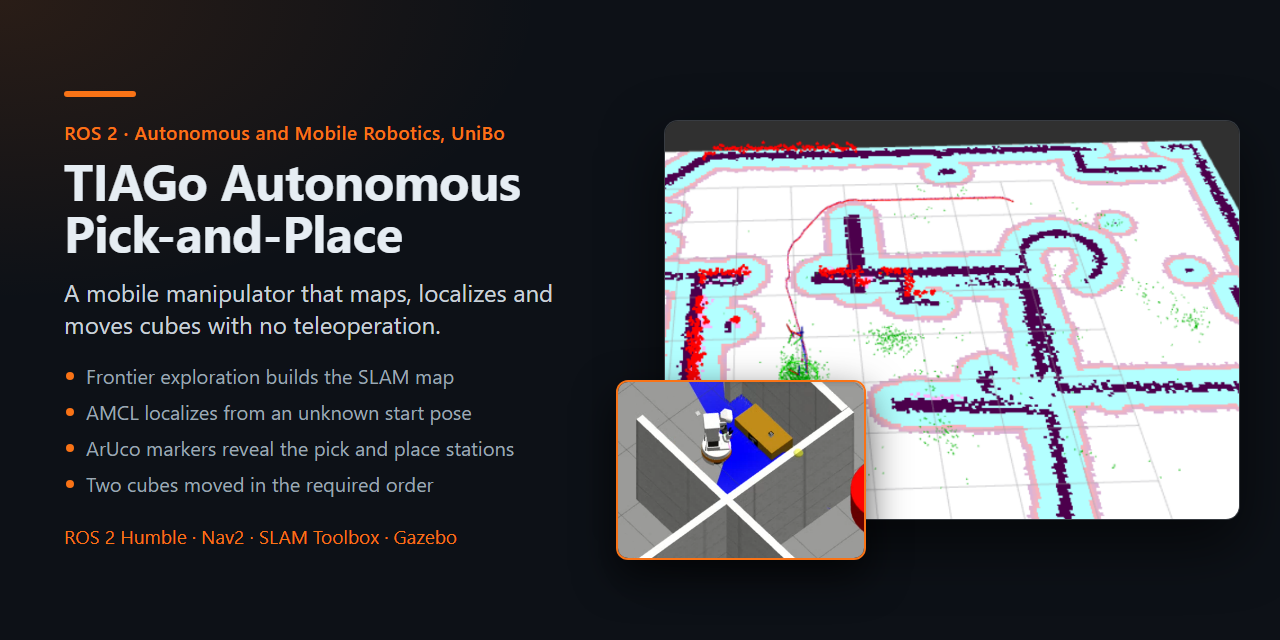 ROS 2 · Autonomous and Mobile Robotics, UniBo
TIAGo Autonomous
Pick-and-Place
A mobile manipulator that maps, localizes and
moves cubes with no teleoperation.
Frontier exploration builds the SLAM map
AMCL localizes from an unknown start pose
ArUco markers reveal the pick and place stations
Two cubes moved in the required order
ROS 2 Humble · Nav2 · SLAM Toolbox · Gazebo